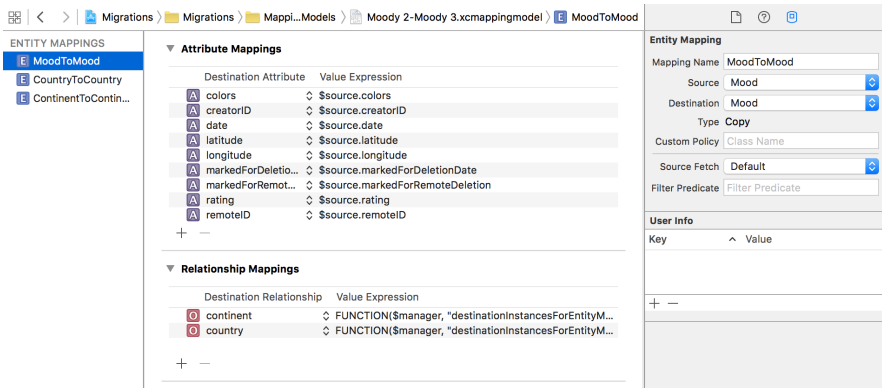 Migrations Migrations Mappi...Models Moody 2-Moody 3.xcmappingmodel E MoodToMood
ENTITY MAPPINGS
E MoodToMood
E CountryToCountry
E ContinentToContin...
Attribute Mappings
Destination Attribute Value Expression
A colors $source.colors
A creatorID $source.creatorID
A date $source.date
A latitude $source.latitude
A longitude $source.longitude
A markedForDeletio... $source.markedForDeletionDate
A markedForRemot... $source.markedForRemoteDeletion
A rating $source.rating
A remoteID $source.remoteID
+ −
Relationship Mappings
Destination Relationship Value Expression
O continent FUNCTION($manager, "destinationInstancesForEntityM...
O country FUNCTION($manager, "destinationInstancesForEntityM...
+ −
Entity Mapping
Mapping Name MoodToMood
Source Mood
Destination Mood
Type Copy
Custom Policy Class Name
Source Fetch Default
Filter Predicate Filter Predicate
User Info
Key Value
+ −